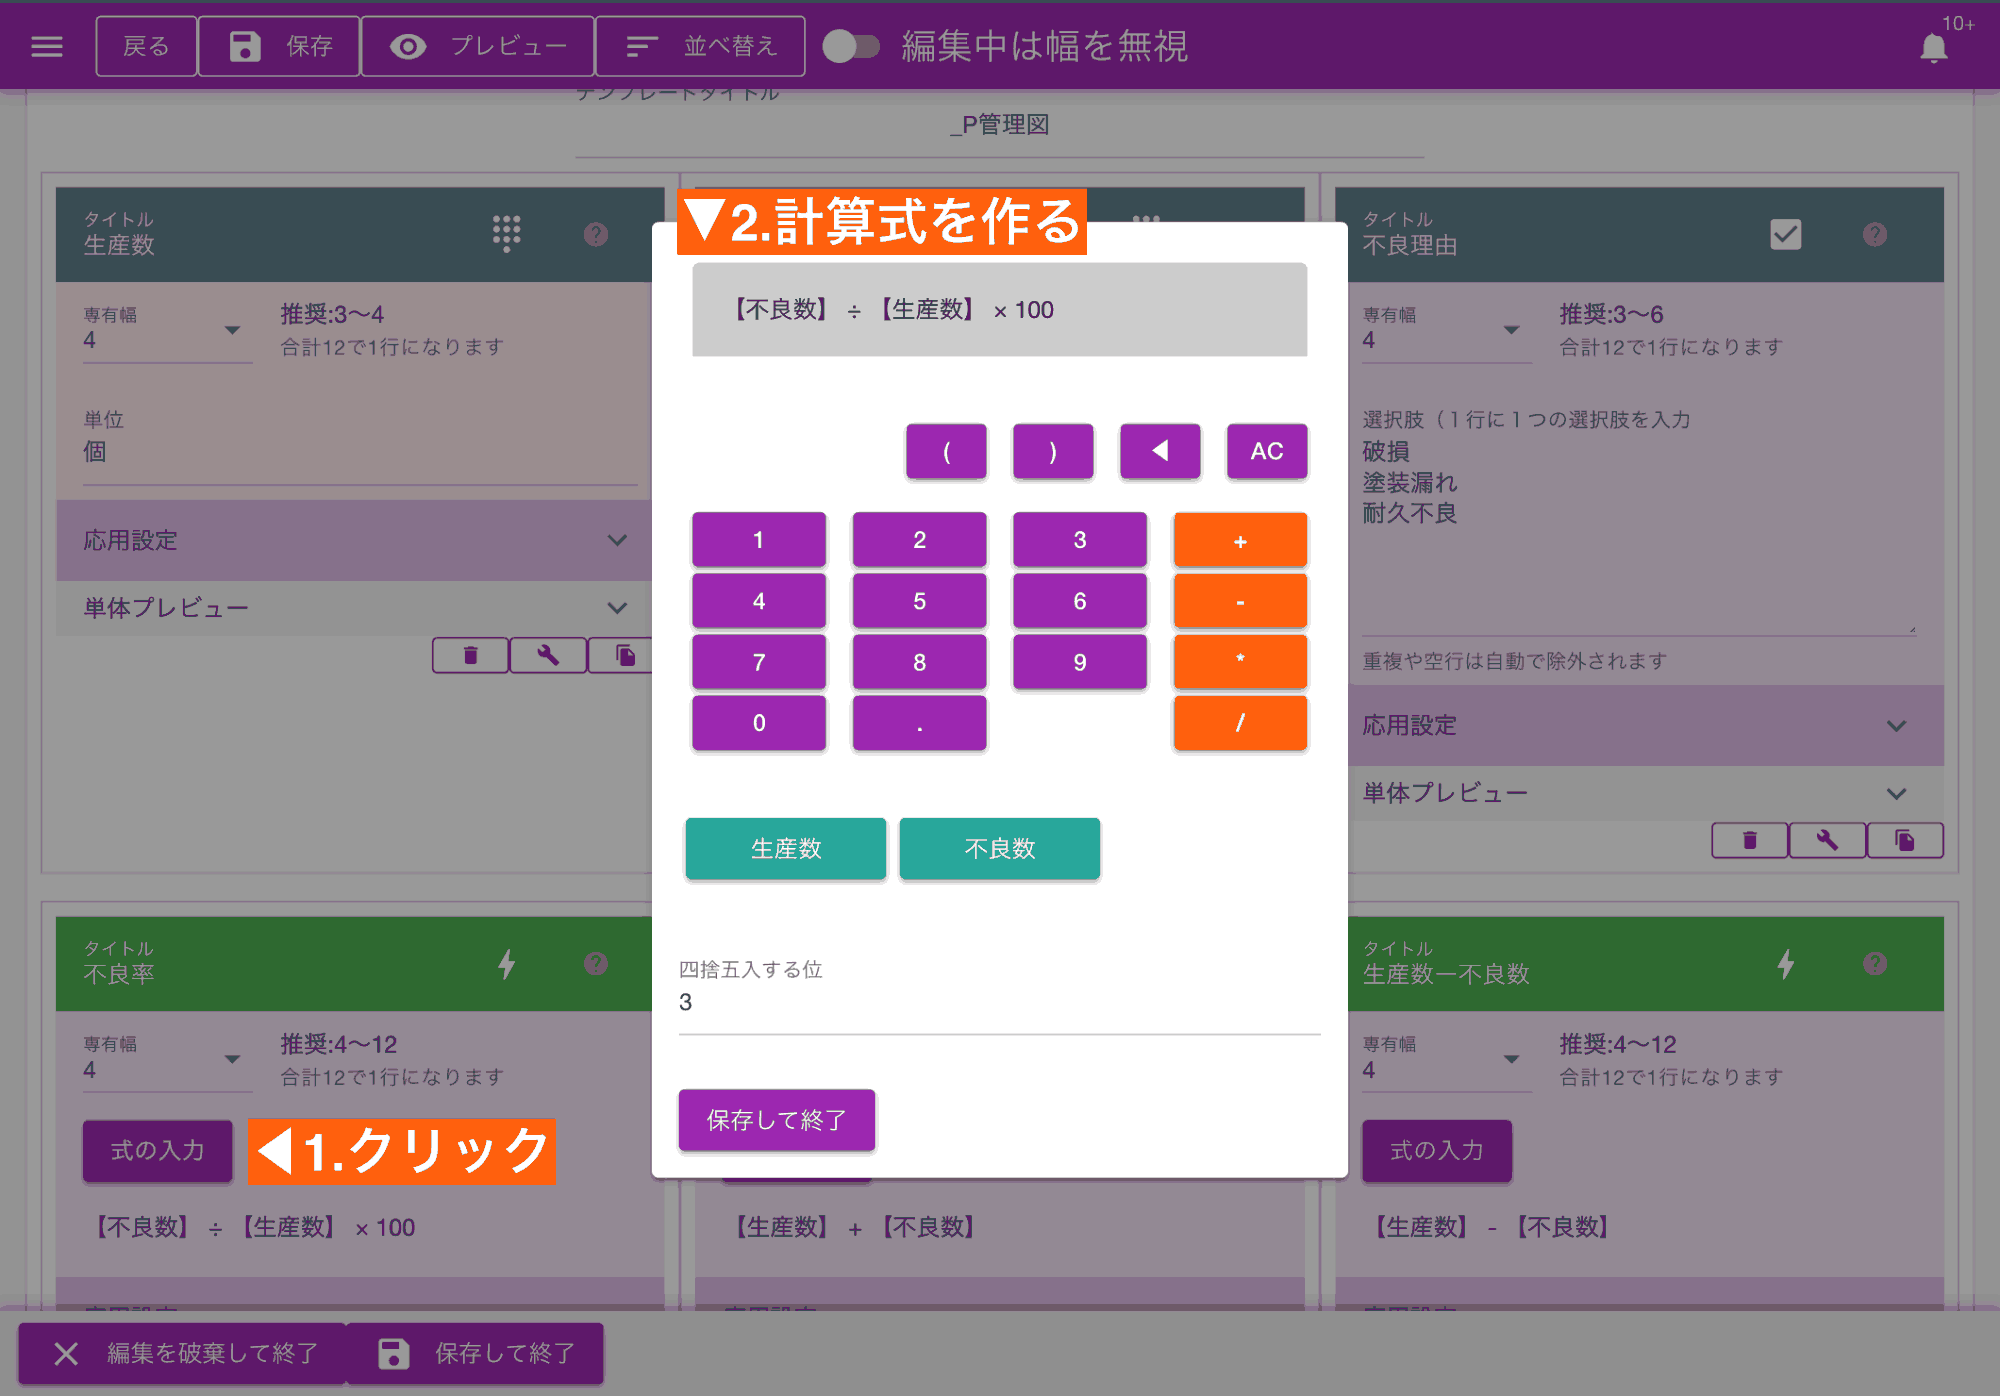 戻る 保存 プレビュー 並べ替え 編集中は幅を無視 10+
テンプレートタイトル
_P管理図
タイトル
生産数
専有幅
4
推奨:3〜4
合計12で1行になります
単位
個
応用設定
単体プレビュー
▼2.計算式を作る
【不良数】 ÷ 【生産数】 × 100
( ) ◀ AC
1 2 3 +
4 5 6 -
7 8 9 *
0 . /
生産数 不良数
四捨五入する位
3
保存して終了
タイトル
不良理由
専有幅
4
推奨:3〜6
合計12で1行になります
選択肢（１行に１つの選択肢を入力
破損
塗装漏れ
耐久不良
重複や空行は自動で除外されます
応用設定
単体プレビュー
タイトル
不良率
専有幅
4
推奨:4〜12
合計12で1行になります
式の入力
◀1.クリック
【不良数】 ÷ 【生産数】 × 100
応用設定
【生産数】 + 【不良数】
応用設定
タイトル
生産数ー不良数
専有幅
4
推奨:4〜12
合計12で1行になります
式の入力
【生産数】 - 【不良数】
応用設定
編集を破棄して終了 保存して終了